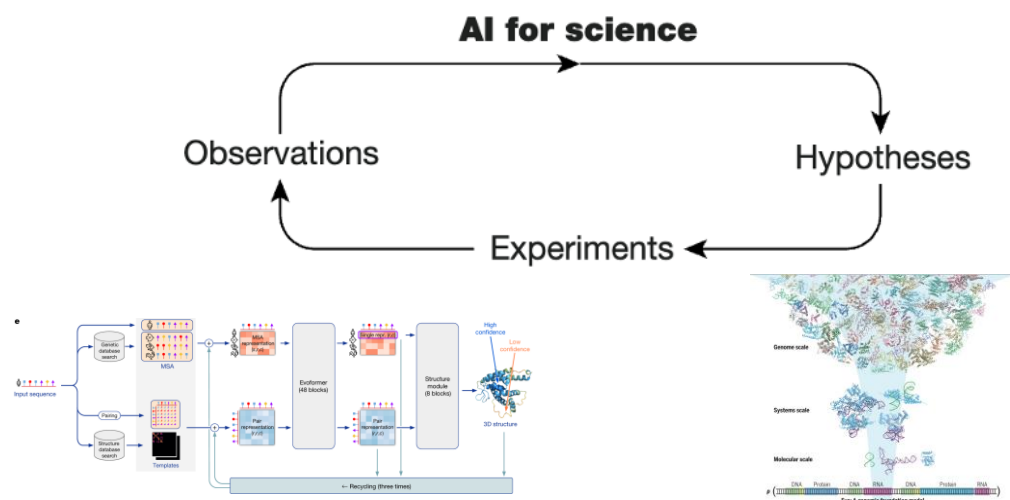 AI for science
Observations
Hypotheses
Experiments
e
Input sequence
Genetic
database
search
MSA
Pairing
Structure
database
search
Templates
MSA
representation
(s,r,c)
Pair
representation
(r,r,c)
Evoformer
(48 blocks)
Single repr. (r,c)
Pair
representation
(r,r,c)
Structure
module
(8 blocks)
High
confidence
Low
confidence
3D structure
← Recycling (three times)
Genome scale
Systems scale
Molecular scale
DNA Protein DNA RNA DNA Protein RNA